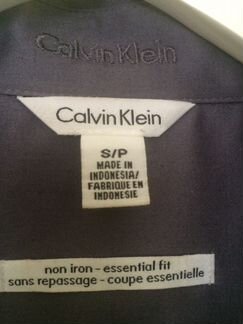 Calvin Klein
Calvin Klein
S/P
MADE IN
INDONESIA/
FABRIQUE EN
INDONESIE
non iron - essential fit
sans repassage - coupe essentielle